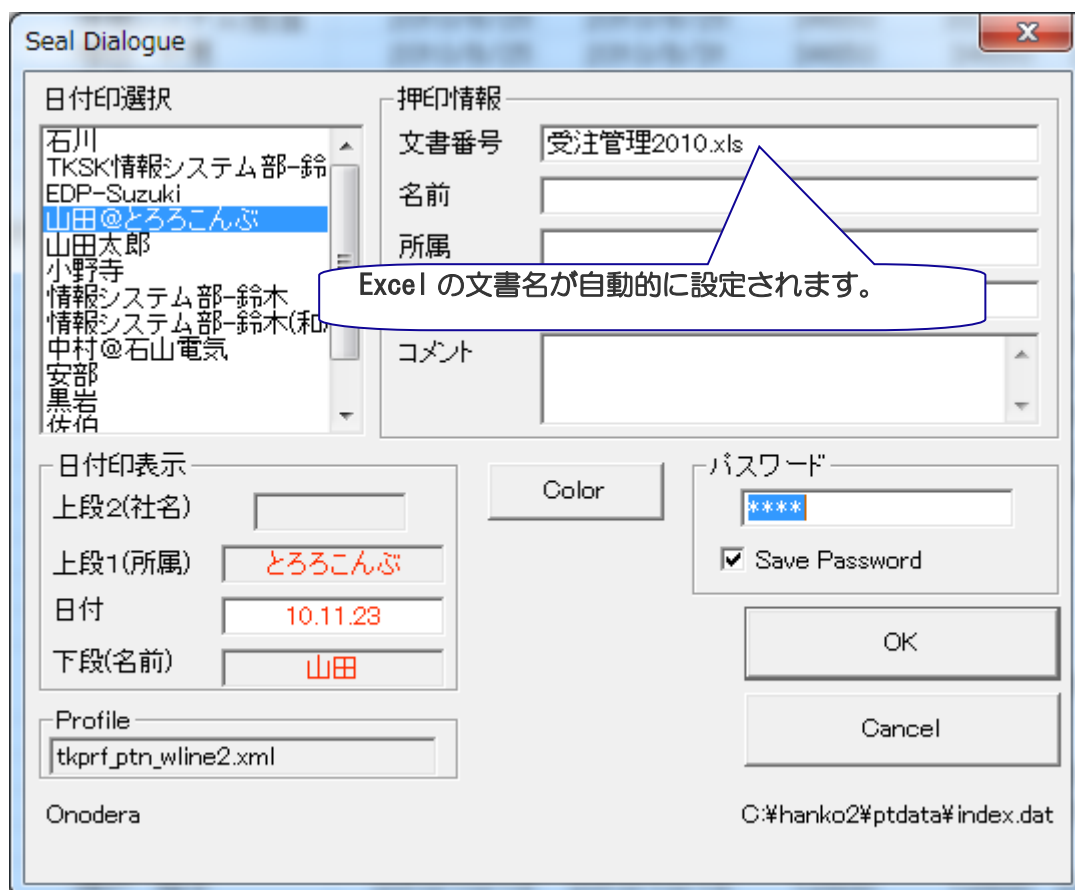 Seal Dialogue
日付印選択
石川
TKSK情報システム部-鈴
EDP-Suzuki
山田@とろろこんぶ
山田太郎
小野寺
情報システム部-鈴木
情報システム部-鈴木(和
中村@石山電気
安部
黒岩
佐伯
押印情報
文書番号 受注管理2010.xls
名前
所属
Excel の文書名が自動的に設定されます。
コメント
日付印表示
上段2(社名)
上段1(所属) とろろこんぶ
日付 10.11.23
下段(名前) 山田
Color
パスワード
****
Save Password
OK
Cancel
Profile
tkprf_ptn_wline2.xml
Onodera
C:¥hanko2¥ptdata¥index.dat